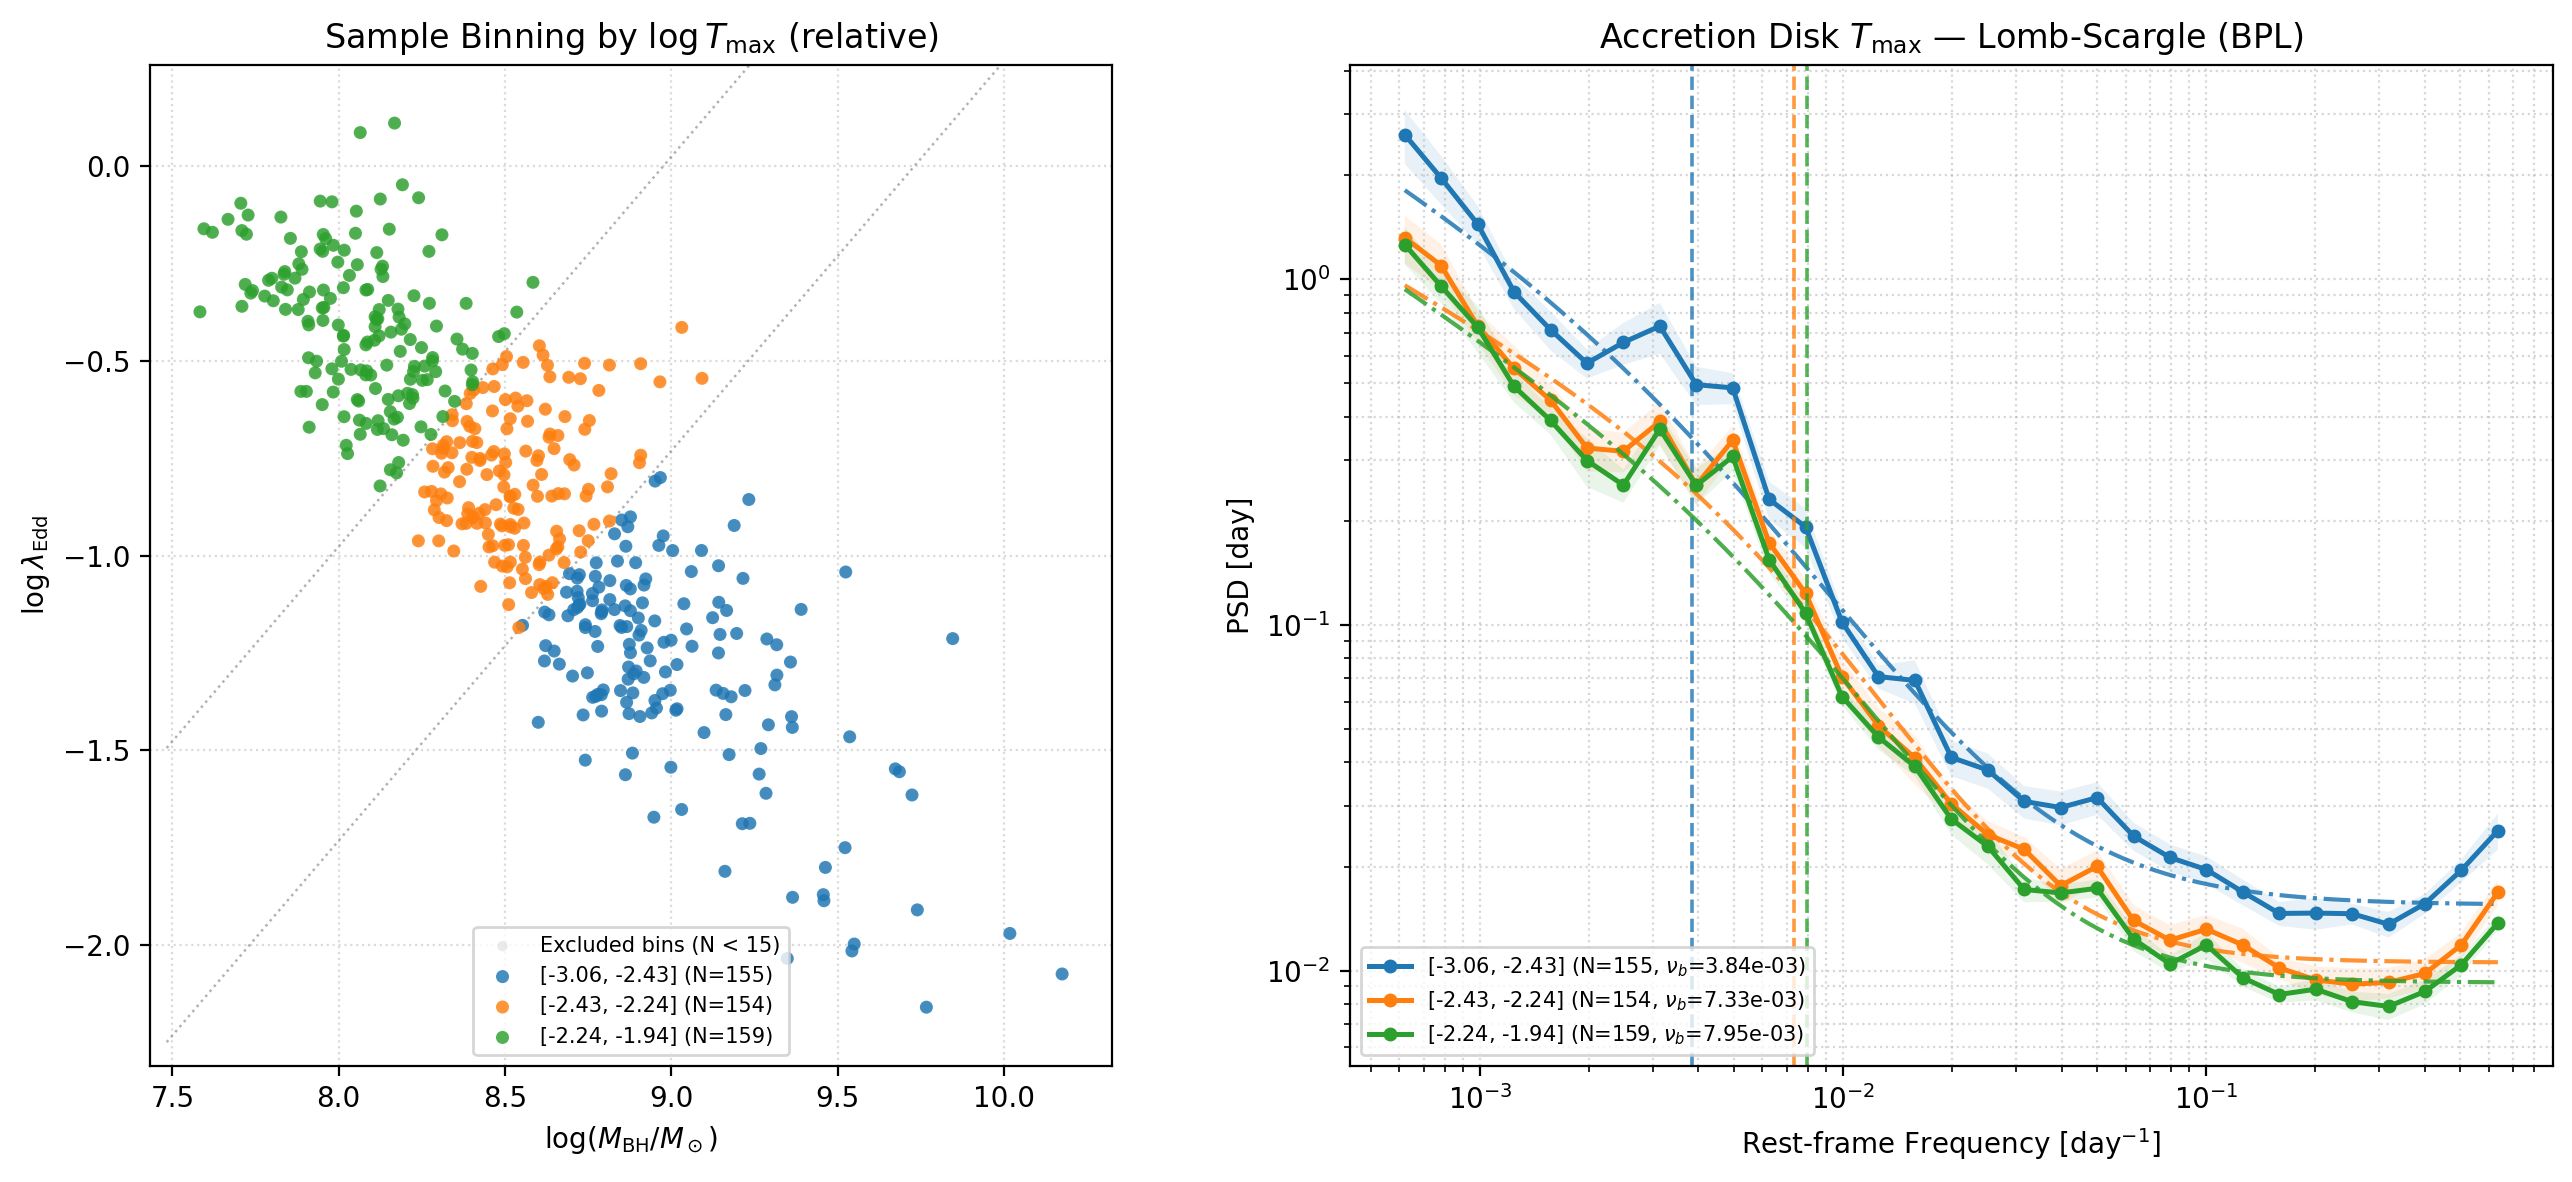 Sample Binning by log T_max (relative)
0.0
−0.5
−1.0
−1.5
−2.0
log λ_Edd
Excluded bins (N < 15)
[-3.06, -2.43] (N=155)
[-2.43, -2.24] (N=154)
[-2.24, -1.94] (N=159)
7.5 8.0 8.5 9.0 9.5 10.0
log(M_BH/M_⊙)
Accretion Disk T_max — Lomb-Scargle (BPL)
10^0
10^−1
10^−2
PSD [day]
[-3.06, -2.43] (N=155, ν_b=3.84e-03)
[-2.43, -2.24] (N=154, ν_b=7.33e-03)
[-2.24, -1.94] (N=159, ν_b=7.95e-03)
10^−3 10^−2 10^−1
Rest-frame Frequency [day^−1]